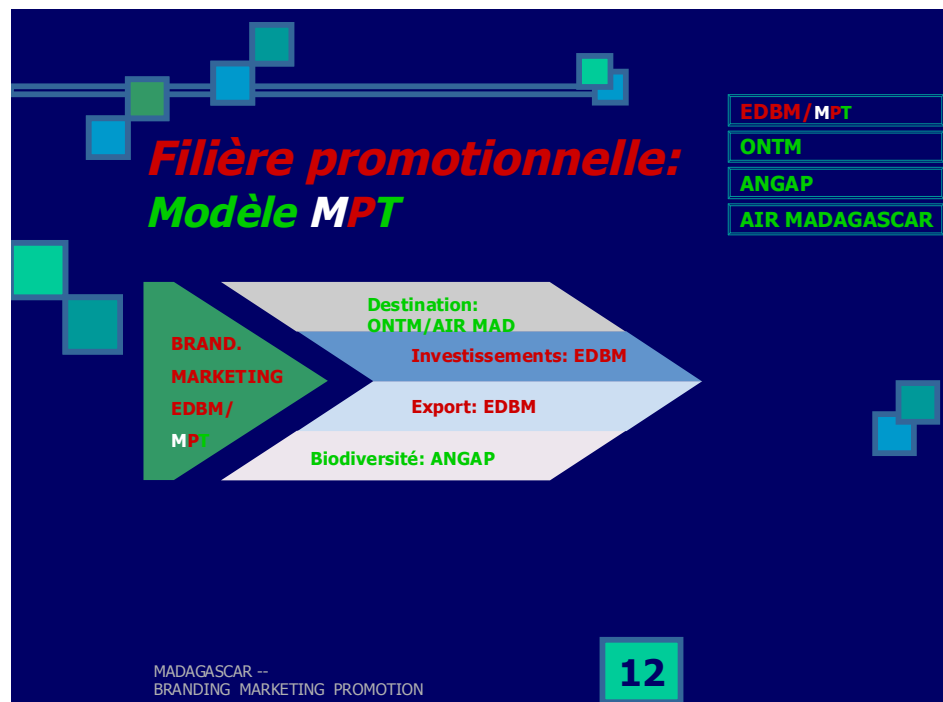 EDBM/MPT
ONTM
ANGAP
AIR MADAGASCAR
Filière promotionnelle:
Modèle MPT
Destination:
ONTM/AIR MAD
Investissements: EDBM
Export: EDBM
Biodiversité: ANGAP
BRAND.
MARKETING
EDBM/
MPT
MADAGASCAR --
BRANDING MARKETING PROMOTION
12